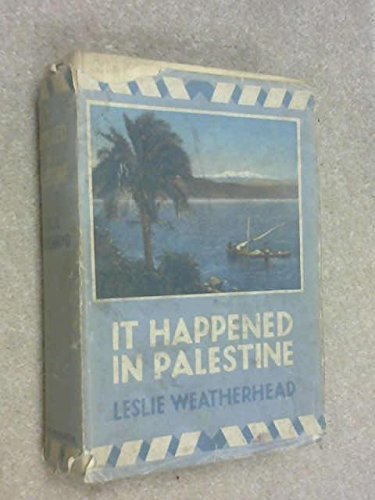 IT HAPPENED
IN PALESTINE
LESLIE WEATHERHEAD